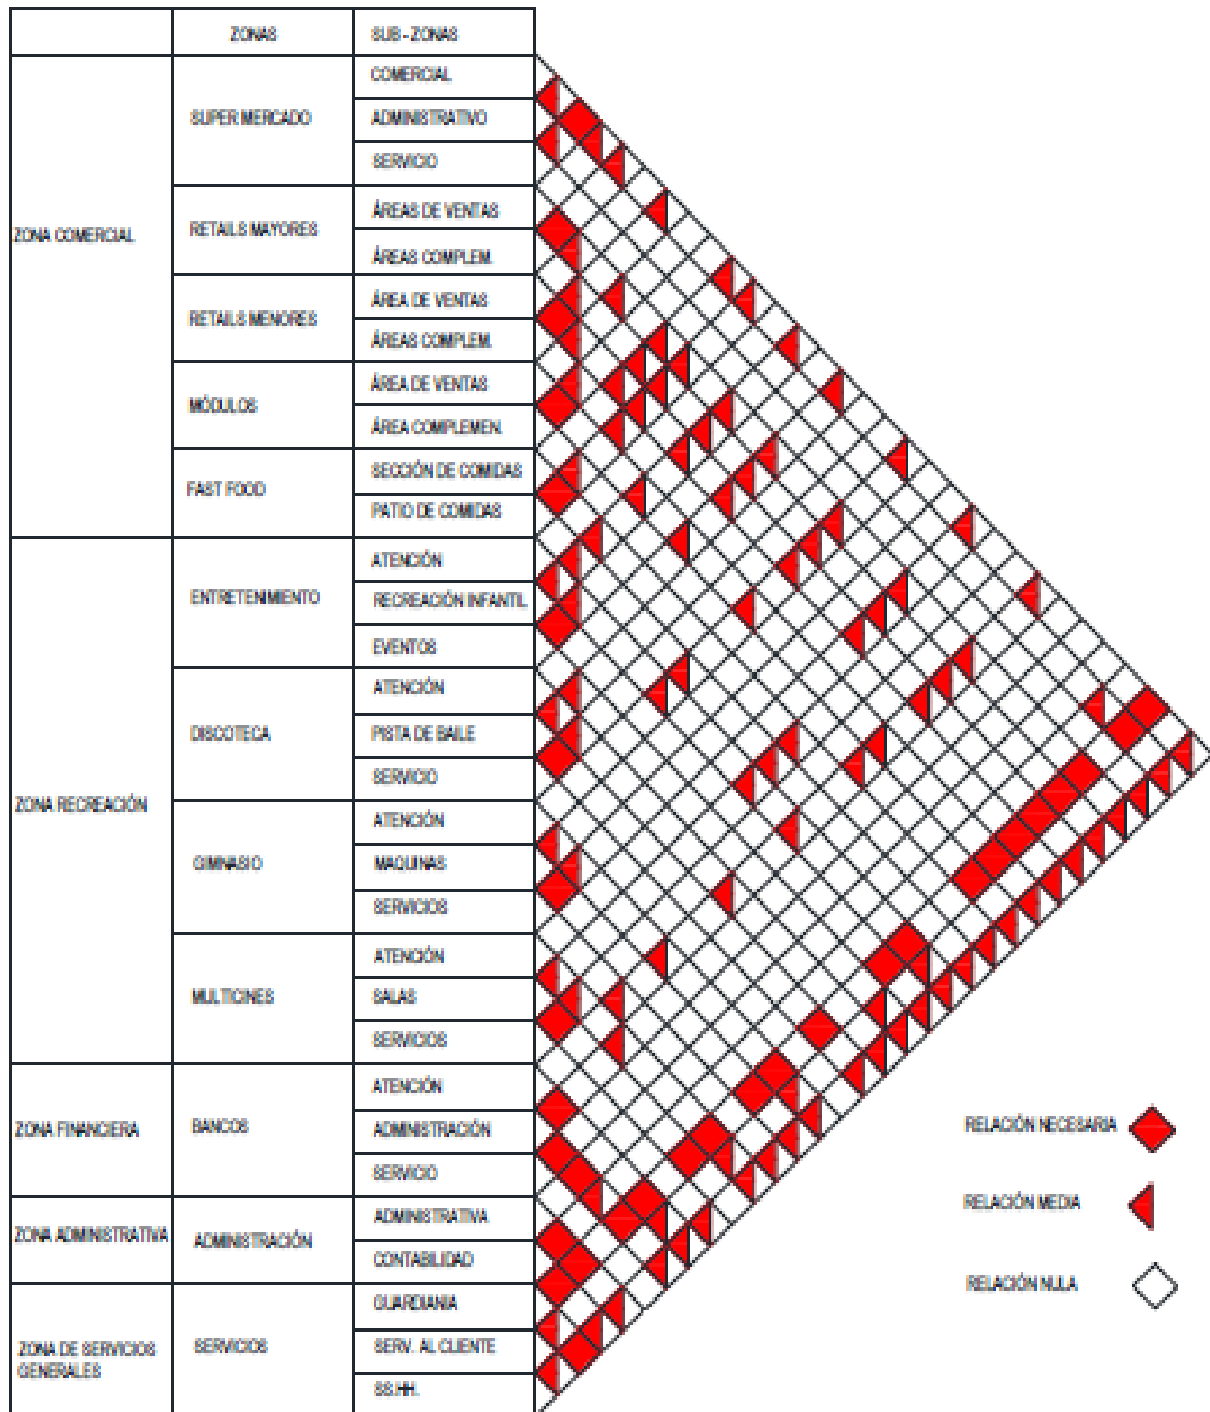 ZONAS
SUB-ZONAS
ZONA COMERCIAL
SUPER MERCADO
COMERCIAL
ADMINISTRATIVO
SERVICIO
RETAILS MAYORES
ÁREAS DE VENTAS
ÁREAS COMPLEM.
RETAILS MENORES
ÁREA DE VENTAS
ÁREAS COMPLEM.
MÓDULOS
ÁREA DE VENTAS
ÁREA COMPLEMEN.
FAST FOOD
SECCIÓN DE COMIDAS
PATIO DE COMIDAS
ZONA RECREACIÓN
ENTRETENIMIENTO
ATENCIÓN
RECREACIÓN INFANTIL
EVENTOS
DISCOTECA
ATENCIÓN
PISTA DE BAILE
SERVICIO
GIMNASIO
ATENCIÓN
MAQUINAS
SERVICIOS
MULTICINES
ATENCIÓN
SALAS
SERVICIOS
ZONA FINANCIERA
BANCOS
ATENCIÓN
ADMINISTRACIÓN
SERVICIO
ZONA ADMINISTRATIVA
ADMINISTRACIÓN
ADMINISTRATIVA
CONTABILIDAD
ZONA DE SERVICIOS
GENERALES
SERVICIOS
GUARDIANIA
SERV. AL CLIENTE
SS.HH.
RELACIÓN NECESARIA
RELACIÓN MEDIA
RELACIÓN NULA